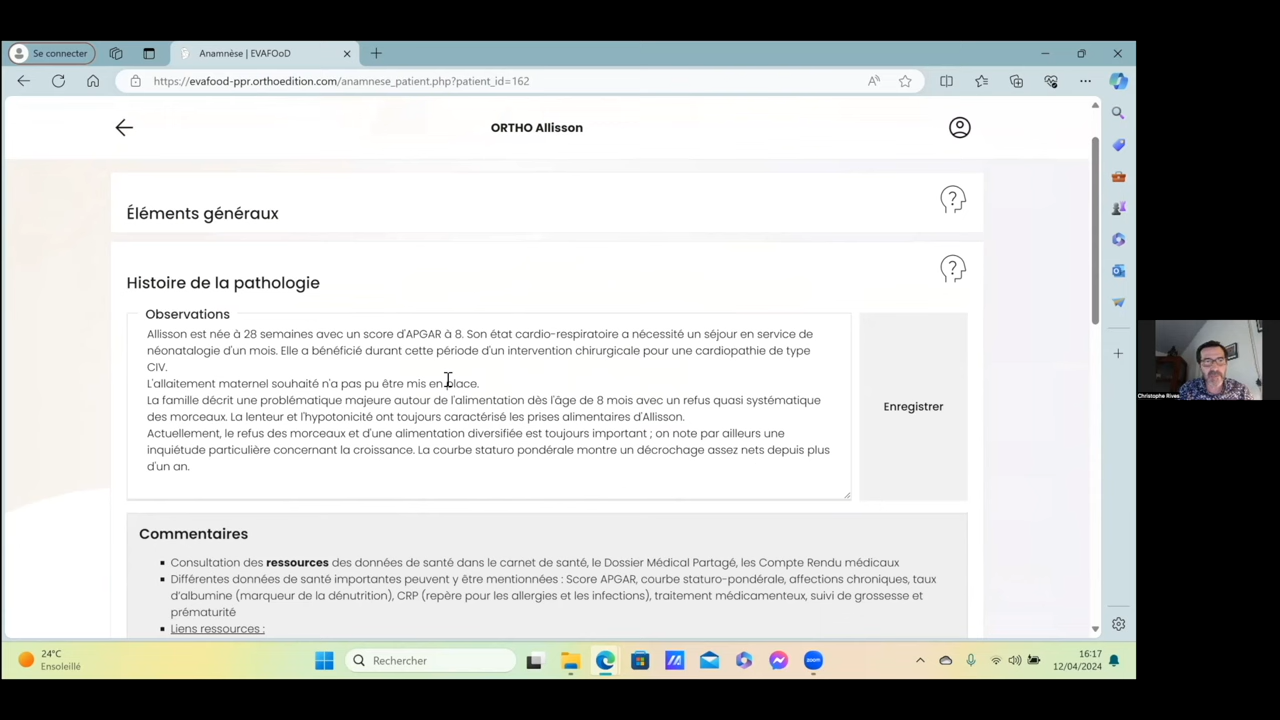 Se connecter
Anamnèse | EVAFOoD
https://evafood-ppr.orthoedition.com/anamnese_patient.php?patient_id=162
ORTHO Allisson
Éléments généraux
Histoire de la pathologie
Observations
Allisson est née à 28 semaines avec un score d'APGAR à 8. Son état cardio-respiratoire a nécessité un séjour en service de
néonatalogie d'un mois. Elle a bénéficié durant cette période d'un intervention chirurgicale pour une cardiopathie de type
CIV.
L'allaitement maternel souhaité n'a pas pu être mis en place.
La famille décrit une problématique majeure autour de l'alimentation dès l'âge de 8 mois avec un refus quasi systématique
des morceaux. La lenteur et l'hypotonicité ont toujours caractérisé les prises alimentaires d'Allisson.
Actuellement, le refus des morceaux et d'une alimentation diversifiée est toujours important ; on note par ailleurs une
inquiétude particulière concernant la croissance. La courbe staturo pondérale montre un décrochage assez nets depuis plus
d'un an.
Enregistrer
Commentaires
Consultation des ressources des données de santé dans le carnet de santé, le Dossier Médical Partagé, les Compte Rendu médicaux
Différentes données de santé importantes peuvent y être mentionnées : Score APGAR, courbe staturo-pondérale, affections chroniques, taux
d'albumine (marqueur de la dénutrition), CRP (repère pour les allergies et les infections), traitement médicamenteux, suivi de grossesse et
prématurité
Liens ressources :
Christophe Rives
24°C
Ensoleillé
Rechercher
zoom
16:17
12/04/2024